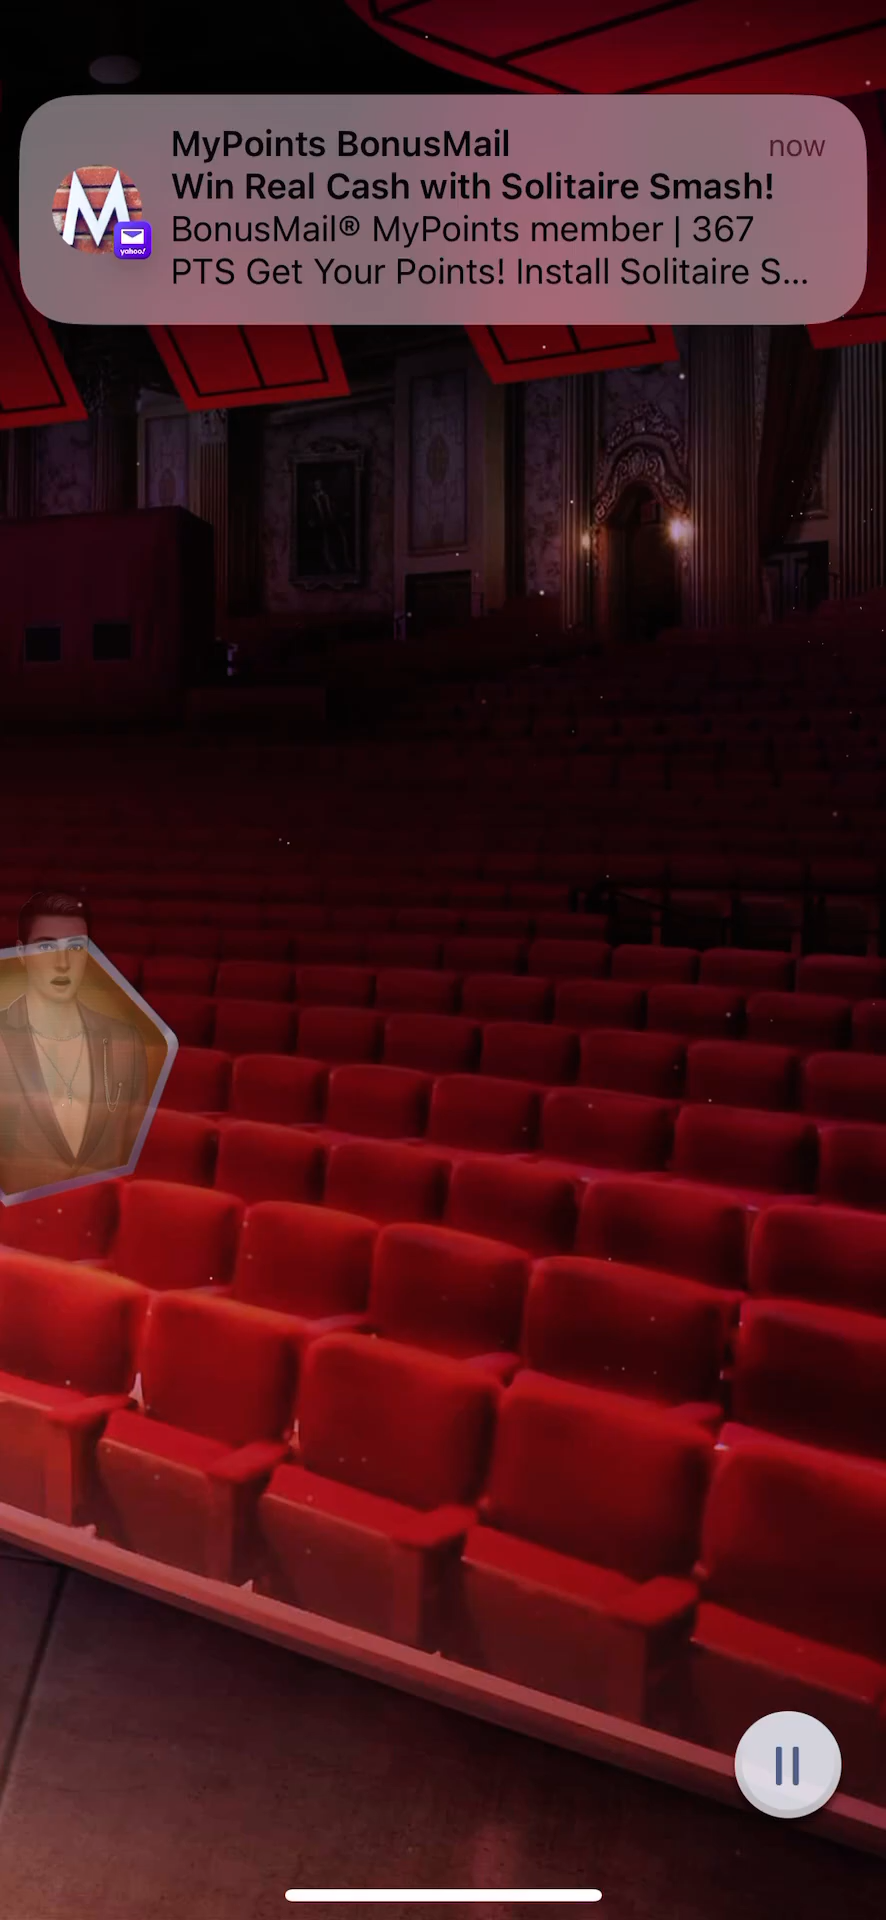 MyPoints BonusMail
now
Win Real Cash with Solitaire Smash!
BonusMail® MyPoints member | 367
PTS Get Your Points! Install Solitaire S...
M
yahoo!